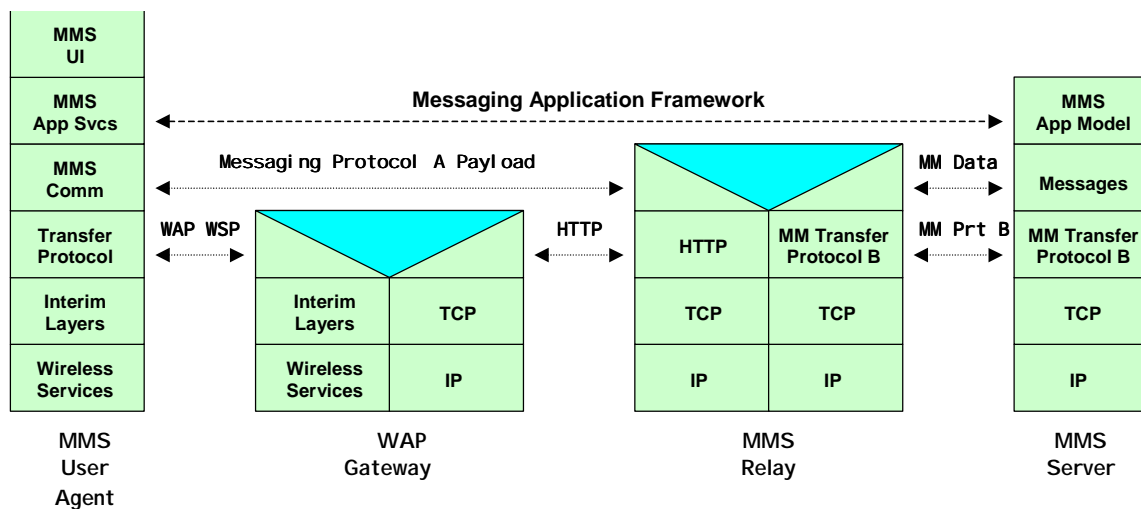 MMS
UI
MMS
App Svcs
Messaging Application Framework
MMS
App Model
MMS
Comm
Messaging Protocol A PayLoad
MM Data
Messages
Transfer
Protocol
WAP WSP
HTTP
HTTP
MM Transfer
Protocol B
MM Prt B
MM Transfer
Protocol B
Interim
Layers
Interim
Layers
TCP
TCP
TCP
TCP
Wireless
Services
Wireless
Services
IP
IP
IP
IP
MMS
User
Agent
WAP
Gateway
MMS
Relay
MMS
Server